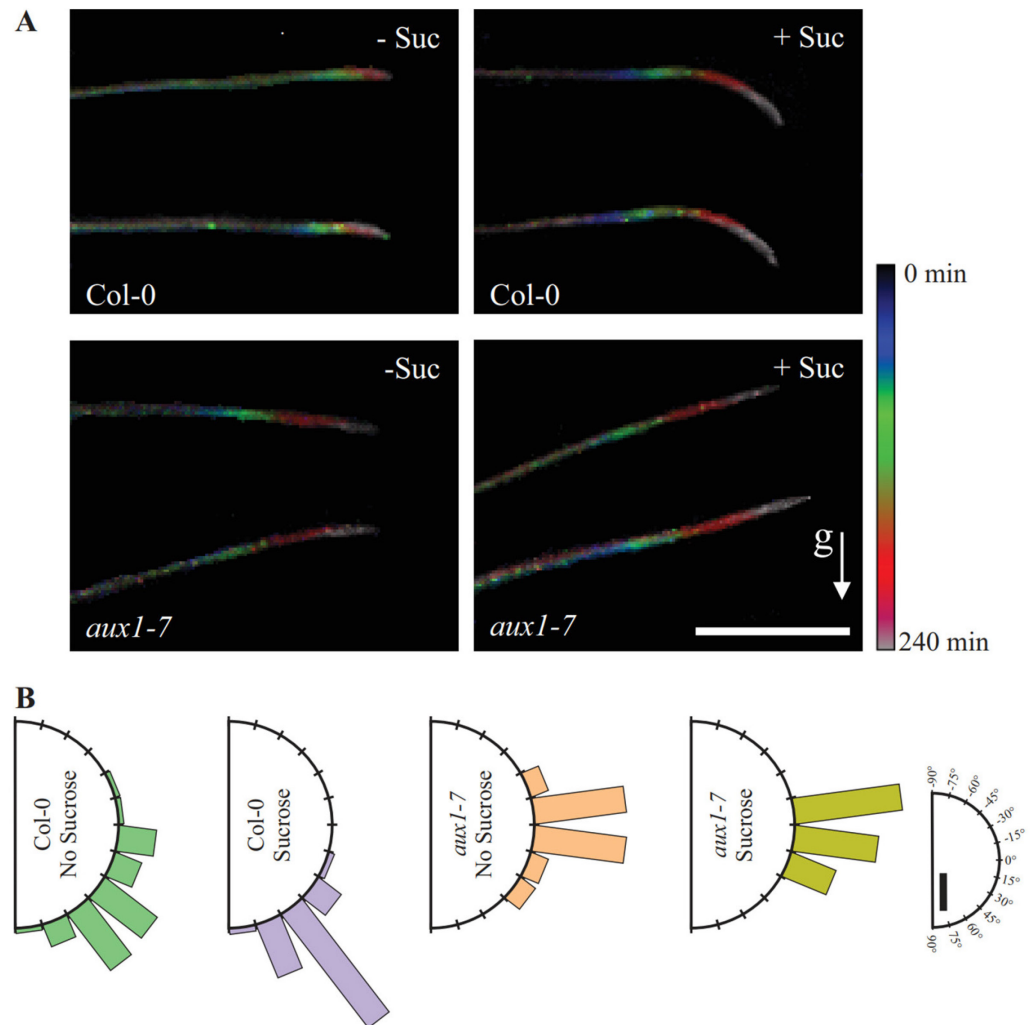 A
- Suc
+ Suc
Col-0
Col-0
0 min
-Suc
+ Suc
g
aux1-7
aux1-7
240 min
B
Col-0
No Sucrose
Col-0
Sucrose
aux1-7
No Sucrose
aux1-7
Sucrose
-90°
-75°
-60°
-45°
-30°
-15°
0°
15°
30°
45°
60°
75°
90°